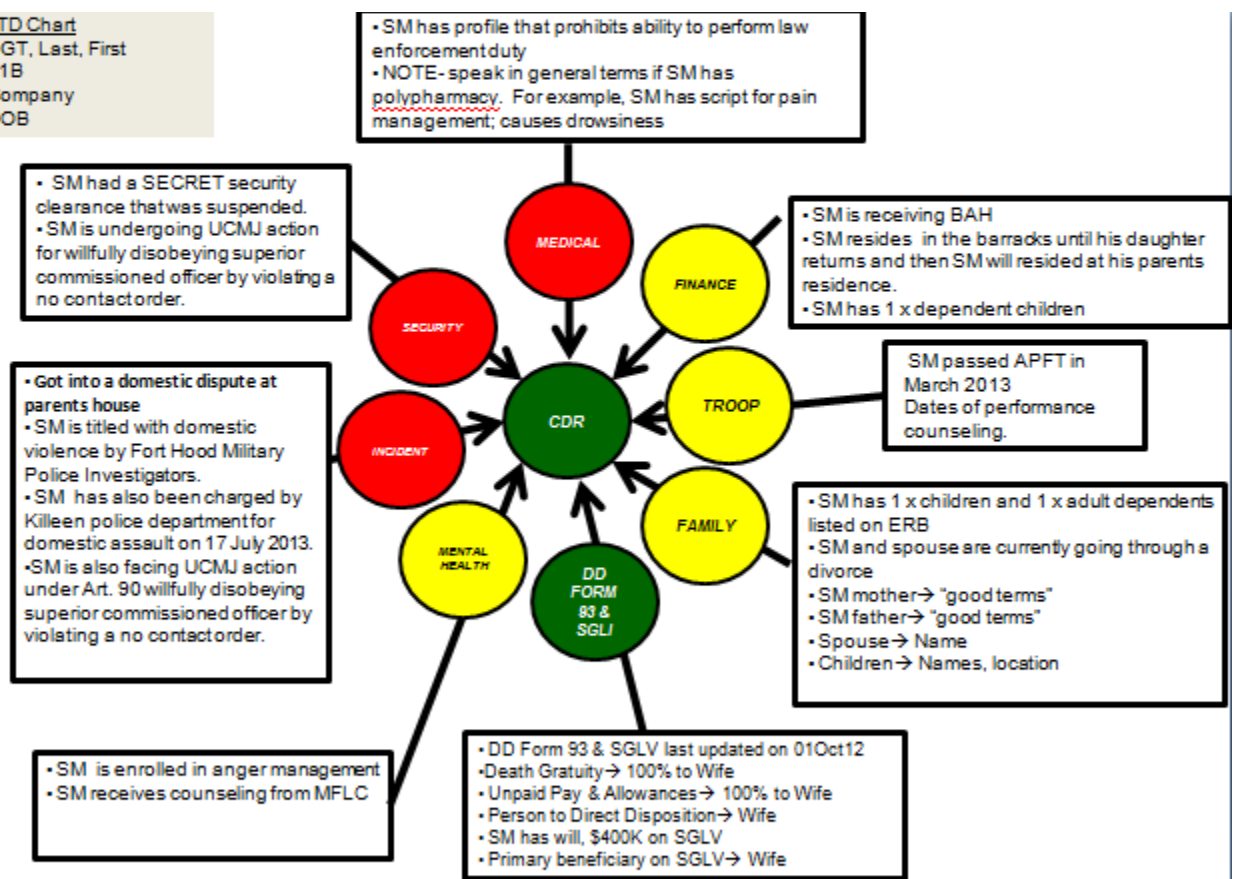 TD Chart
GT, Last, First
1B
ompany
OB
▪ SM has profile that prohibits ability to perform law
enforcement duty
▪ NOTE- speak in general terms if SM has
polypharmacy. For example, SM has script for pain
management; causes drowsiness
▪ SM had a SECRET security
clearance that was suspended.
▪ SM is undergoing UCMJ action
for willfully disobeying superior
commissioned officer by violating a
no contact order.
MEDICAL
FINANCE
▪ SM is receiving BAH
▪ SM resides in the barracks until his daughter
returns and then SM will resided at his parents
residence.
▪ SM has 1 x dependent children
SECURITY
▪ Got into a domestic dispute at
parents house
▪ SM is titled with domestic
violence by Fort Hood Military
Police Investigators.
▪ SM has also been charged by
Killeen police department for
domestic assault on 17 July 2013.
▪SM is also facing UCMJ action
under Art. 90 willfully disobeying
superior commissioned officer by
violating a no contact order.
INCIDENT
CDR
TROOP
SM passed APFT in
March 2013
Dates of performance
counseling.
MENTAL
HEALTH
DD
FORM
93 &
SGLI
FAMILY
▪ SM has 1 x children and 1 x adult dependents
listed on ERB
▪ SM and spouse are currently going through a
divorce
▪ SM mother→ “good terms”
▪ SM father→ “good terms”
▪ Spouse→ Name
▪ Children→ Names, location
▪ SM is enrolled in anger management
▪ SM receives counseling from MFLC
▪ DD Form 93 & SGLV last updated on 01Oct12
▪Death Gratuity→ 100% to Wife
▪ Unpaid Pay & Allowances→ 100% to Wife
▪ Person to Direct Disposition→ Wife
▪ SM has will, $400K on SGLV
▪ Primary beneficiary on SGLV→ Wife